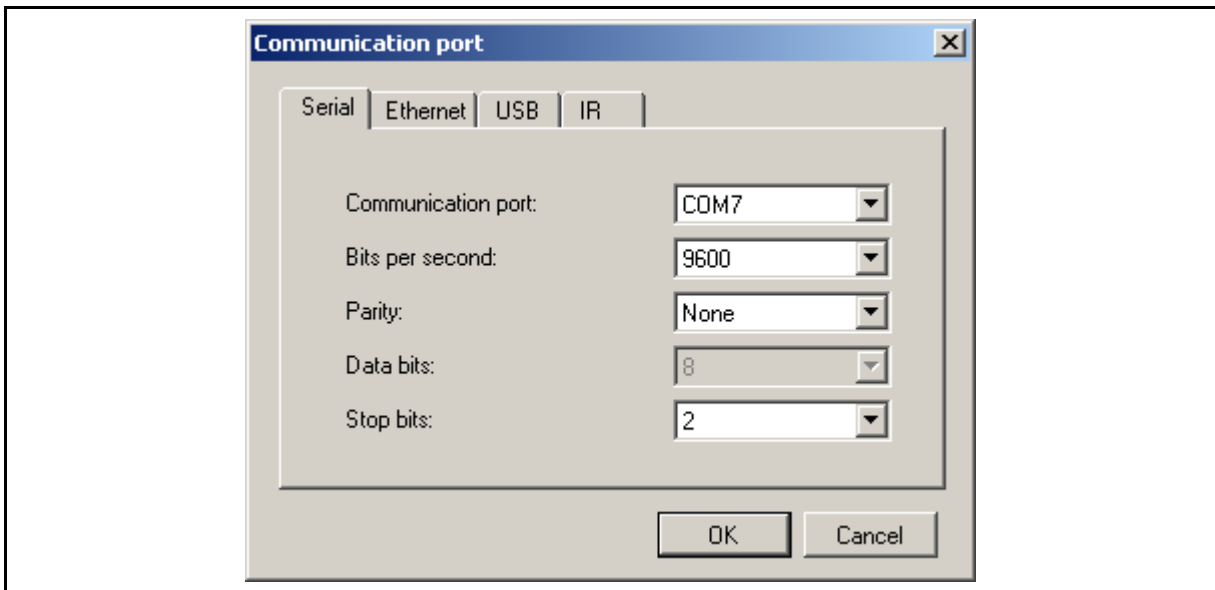 Communication port
Serial Ethernet USB IR
Communication port: COM7
Bits per second: 9600
Parity: None
Data bits: 8
Stop bits: 2
OK Cancel